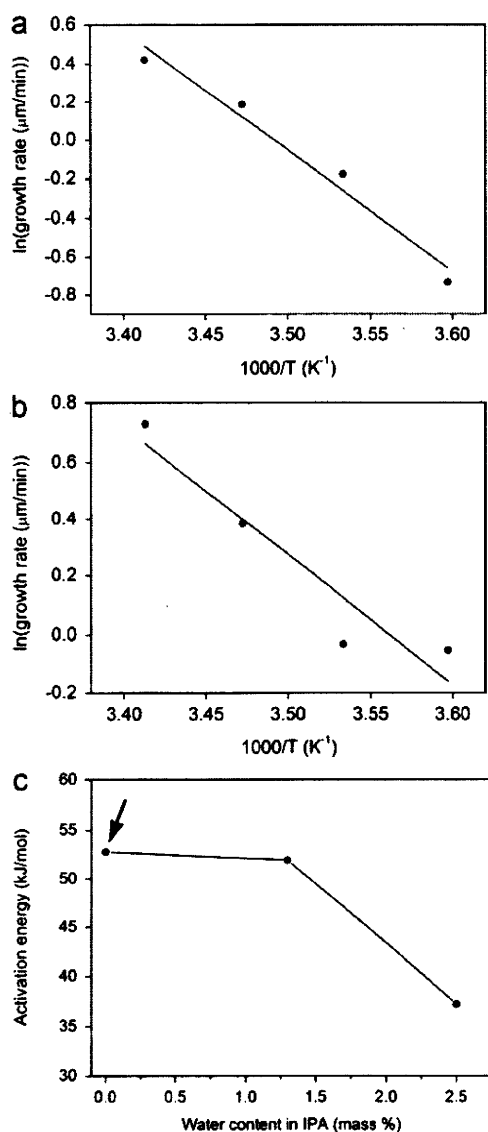 a
ln(growth rate (μm/min))
0.6
0.4
0.2
0.0
-0.2
-0.4
-0.6
-0.8
3.40 3.45 3.50 3.55 3.60
1000/T (K⁻¹)
b
ln(growth rate (μm/min))
0.8
0.6
0.4
0.2
0.0
-0.2
3.40 3.45 3.50 3.55 3.60
1000/T (K⁻¹)
c
Activation energy (kJ/mol)
60
55
50
45
40
35
30
0.0 0.5 1.0 1.5 2.0 2.5
Water content in IPA (mass %)